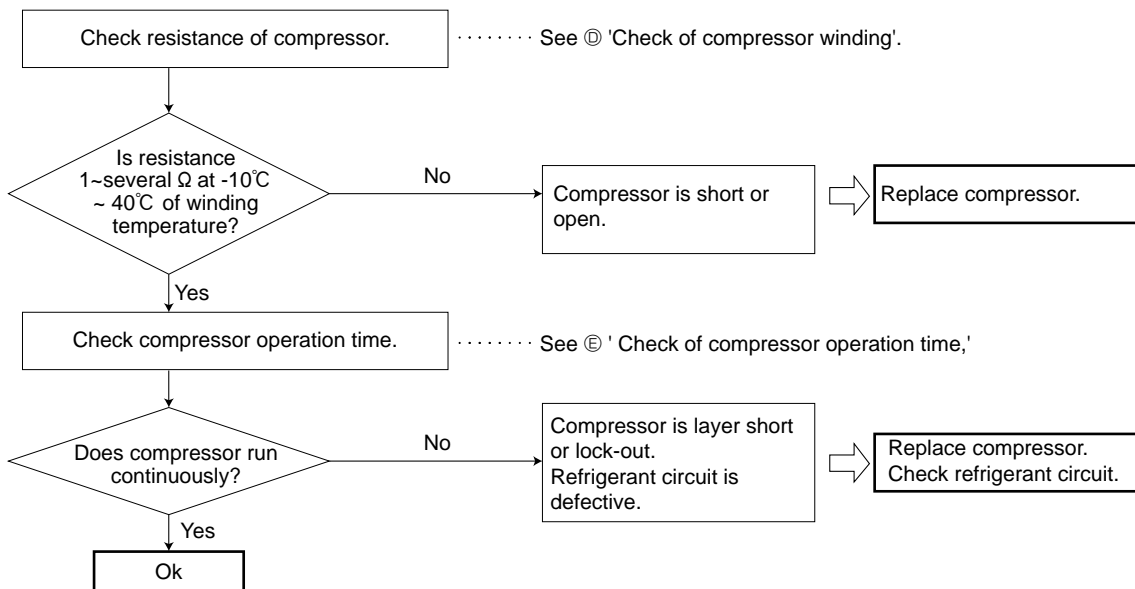 Check resistance of compressor.
· · · · · · · · See Ⓓ 'Check of compressor winding'.
Is resistance
1~several Ω at -10℃
~ 40℃ of winding
temperature?
No
Compressor is short or
open.
Replace compressor.
Yes
Check compressor operation time.
· · · · · · · · See Ⓔ ' Check of compressor operation time,'
Does compressor run
continuously?
No
Compressor is layer short
or lock-out.
Refrigerant circuit is
defective.
Replace compressor.
Check refrigerant circuit.
Yes
Ok